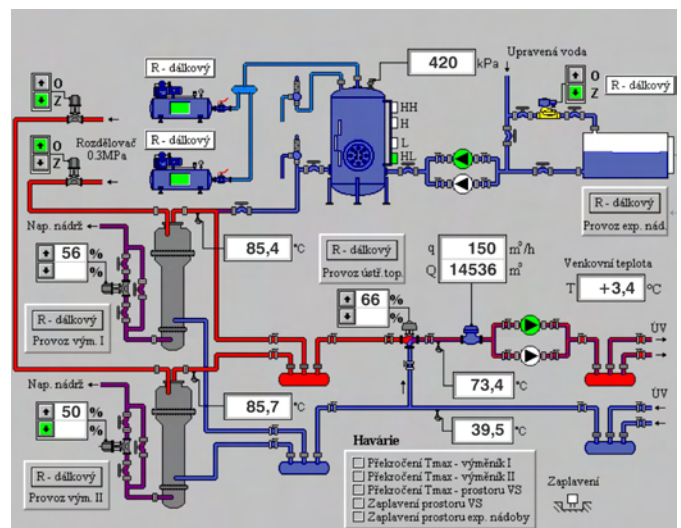 R - dálkový
420 kPa
Upravená voda
O
Z
O
Z
R - dálkový
HH
H
L
HL
Rozdělovač
0.3MPa
R - dálkový
O
Z
R - dálkový
Provoz exp. nád.
Nap. nádrž
85,4 °C
R - dálkový
Provoz ústř.top.
q 150 m³/h
Q 14536 m³
Venkovní teplota
T +3,4 °C
56 %
%
66 %
%
R - dálkový
Provoz vým. I
ÚV
Nap. nádrž
85,7 °C
73,4 °C
ÚV
50 %
%
39,5 °C
Havárie
Překročení Tmax - výměník I
Překročení Tmax - výměník II
Překročení Tmax - prostoru VS
Zaplavení prostoru VS
Zaplavení prostoru exp. nádoby
Zaplavení
R - dálkový
Provoz vým. II